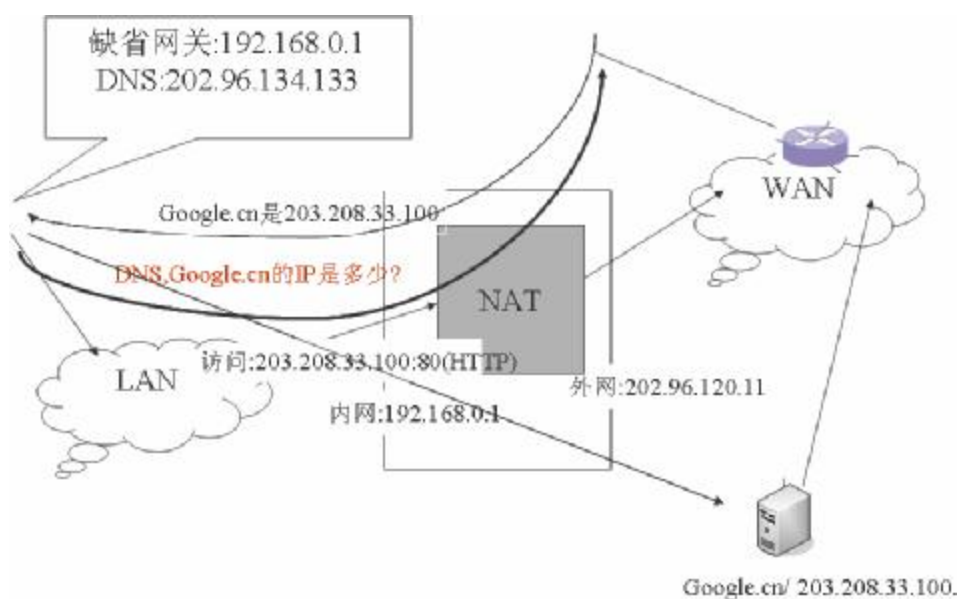 缺省网关:192.168.0.1
DNS:202.96.134.133
WAN
Google.cn是203.208.33.100
DNS,Google.cn的IP是多少?
NAT
访问:203.208.33.100:80(HTTP)
LAN
外网:202.96.120.11
内网:192.168.0.1
Google.cn/ 203.208.33.100.